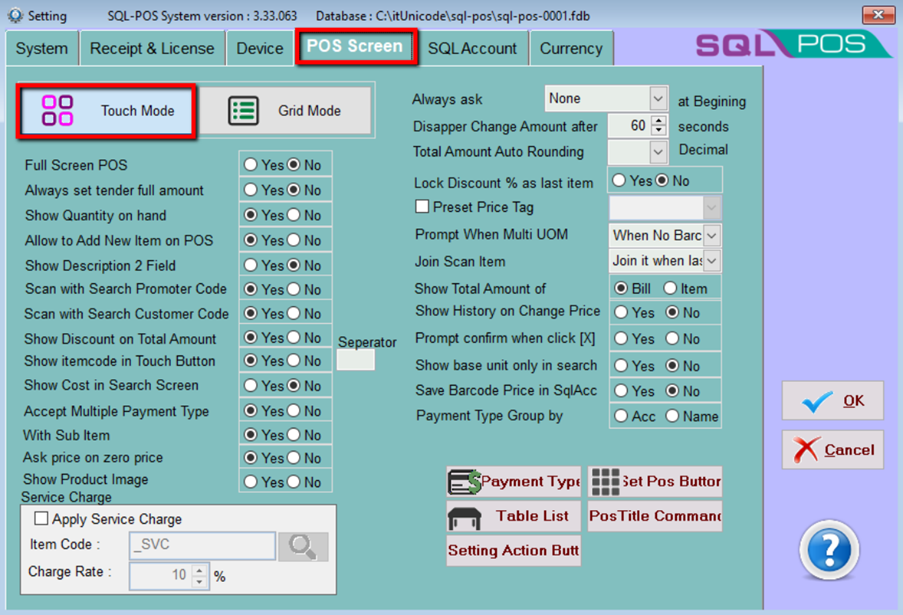 Setting SQL-POS System version : 3.33.063 Database : C:\itUnicode\sql-pos\sql-pos-0001.fdb
System Receipt & License Device POS Screen SQL Account Currency
SQL POS
Touch Mode Grid Mode
Full Screen POS Yes No
Always set tender full amount Yes No
Show Quantity on hand Yes No
Allow to Add New Item on POS Yes No
Show Description 2 Field Yes No
Scan with Search Promoter Code Yes No
Scan with Search Customer Code Yes No
Show Discount on Total Amount Yes No
Seperator
Show itemcode in Touch Button Yes No
Show Cost in Search Screen Yes No
Accept Multiple Payment Type Yes No
With Sub Item Yes No
Ask price on zero price Yes No
Show Product Image Yes No
Service Charge
Apply Service Charge
Item Code : _SVC
Charge Rate : 10 %
Always ask None at Begining
Disapper Change Amount after 60 seconds
Total Amount Auto Rounding Decimal
Lock Discount % as last item Yes No
Preset Price Tag
Prompt When Multi UOM When No Barc
Join Scan Item Join it when las
Show Total Amount of Bill Item
Show History on Change Price Yes No
Prompt confirm when click [X] Yes No
Show base unit only in search Yes No
Save Barcode Price in SqlAcc Yes No
Payment Type Group by Acc Name
Payment Type Set Pos Button
Table List PosTitle Command
Setting Action Butt
OK
Cancel
?